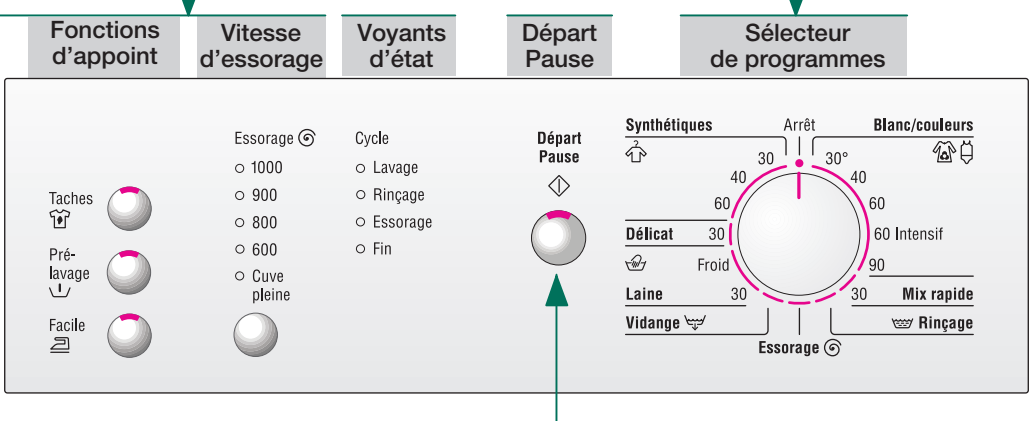 Fonctions
d’appoint
Vitesse
d’essorage
Voyants
d’état
Départ
Pause
Sélecteur
de programmes
Taches
Pré-
lavage
Facile
Essorage
1000
900
800
600
Cuve
pleine
Cycle
Lavage
Rinçage
Essorage
Fin
Départ
Pause
Synthétiques
Arrêt
Blanc/couleurs
30
30°
40
40
60
60
Délicat 30
60 Intensif
Froid
90
Laine 30
30 Mix rapide
Vidange
Rinçage
Essorage